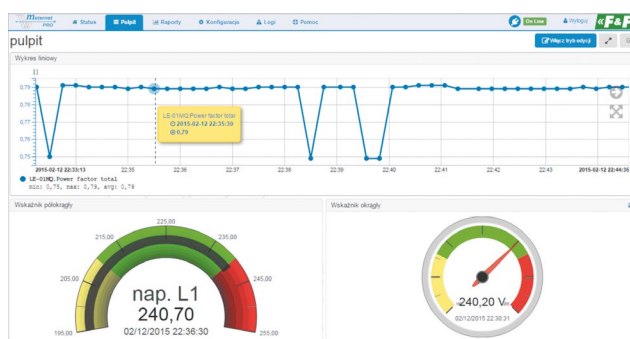 Meternet PRO Status Pulpit Raporty Konfiguracja Logi Pomoc On Line Wyloguj F&F
pulpit
Włącz tryb edycji
Wykres liniowy
[]
0,79
0,78
0,77
0,76
0,75
LE-01MQ.Power factor total
2015-02-12 22:35:30
0,79
2015-02-12 22:33:13 22:35 22:36 22:37 22:38 22:39 22:40 22:41 22:42 22:43 2015-02-12 22:44:35
LE-01MQ.Power factor total
min: 0,75, max: 0,79, avg: 0,79
Wskaźnik półokrągły
Wskaźnik okrągły
225.00
215.00 235.00
205.00 245.00
195.00 255.00
nap. L1
240,70
02/12/2015 22:36:30
240,20 V
02/12/2015 22:30:31